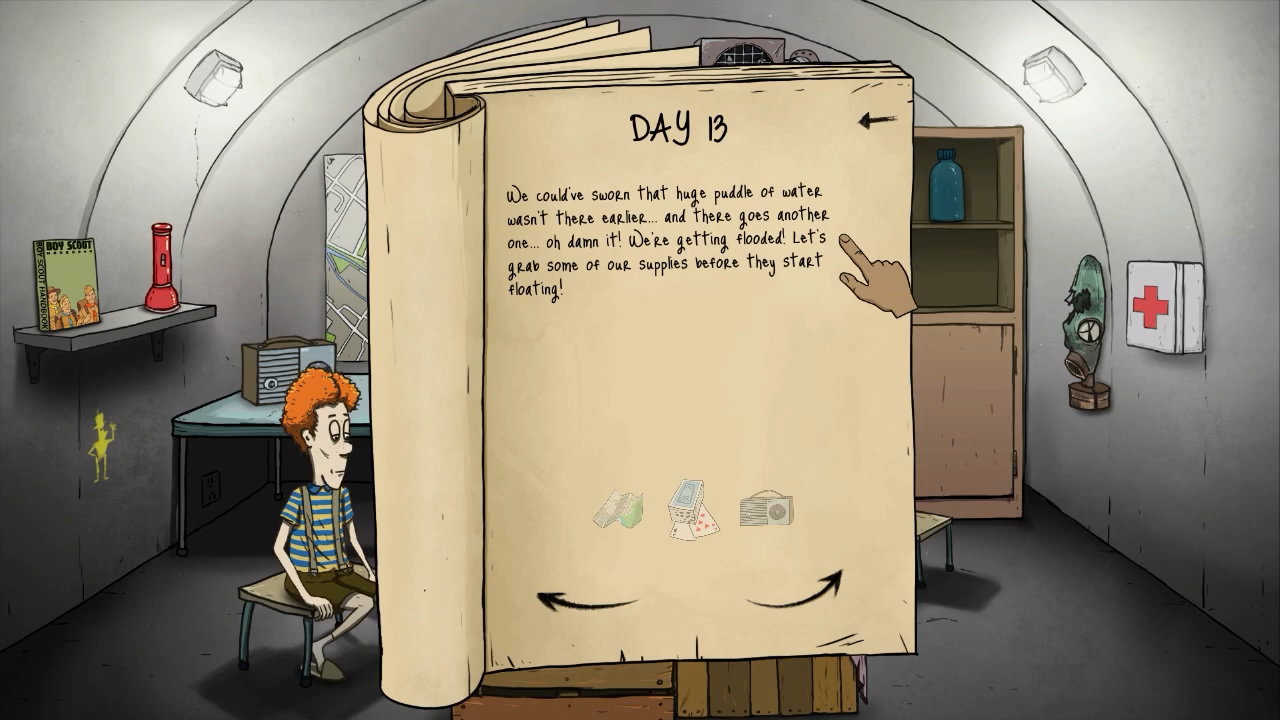 DAY 13
We could've sworn that huge puddle of water
wasn't there earlier... and there goes another
one... oh damn it! We're getting flooded! Let's
grab some of our supplies before they start
floating!
BOY SCOUT
BOY SCOUT HANDBOOK